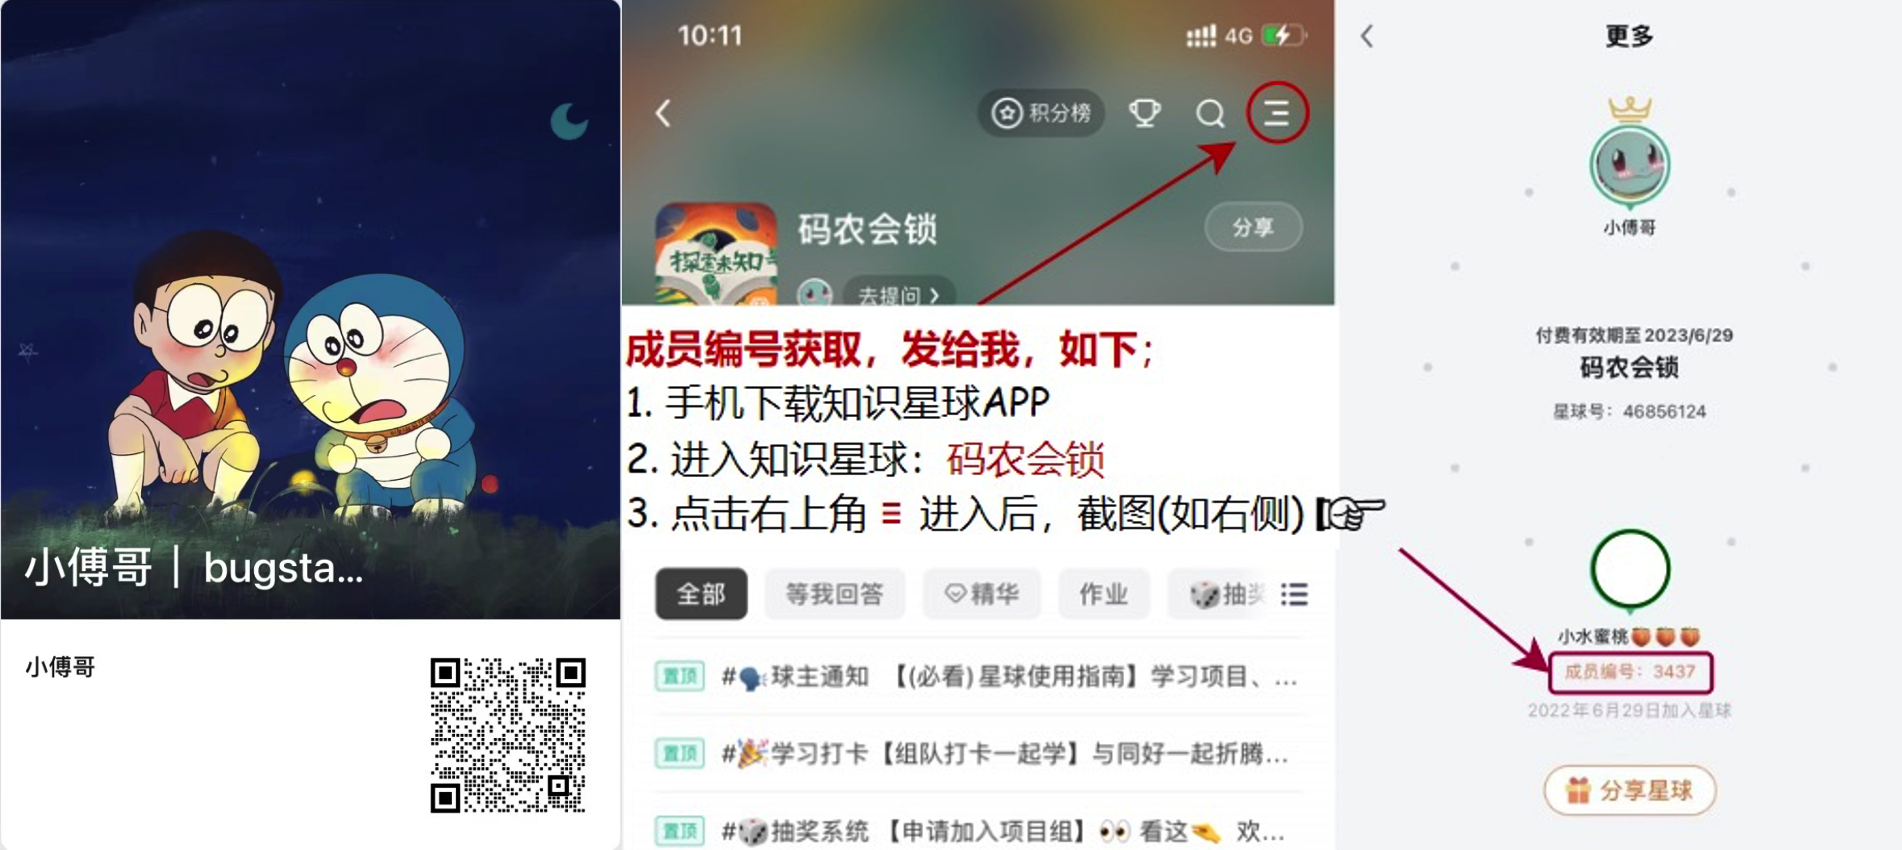 小傅哥｜ bugsta...
小傅哥
10:11
4G
积分榜
探索未知
码农会锁
分享
去提问
成员编号获取，发给我，如下；
1. 手机下载知识星球APP
2. 进入知识星球：码农会锁
3. 点击右上角 ≡ 进入后，截图(如右侧)
全部
等我回答
精华
作业
抽奖
置顶 #🗣️球主通知 【(必看)星球使用指南】学习项目、...
置顶 #🎉学习打卡【组队打卡一起学】与同好一起折腾...
置顶 #🎲抽奖系统 【申请加入项目组】👀 看这🤏 欢...
更多
小傅哥
付费有效期至 2023/6/29
码农会锁
星球号：46856124
小水蜜桃🍑🍑🍑
成员编号：3437
2022年6月29日加入星球
分享星球